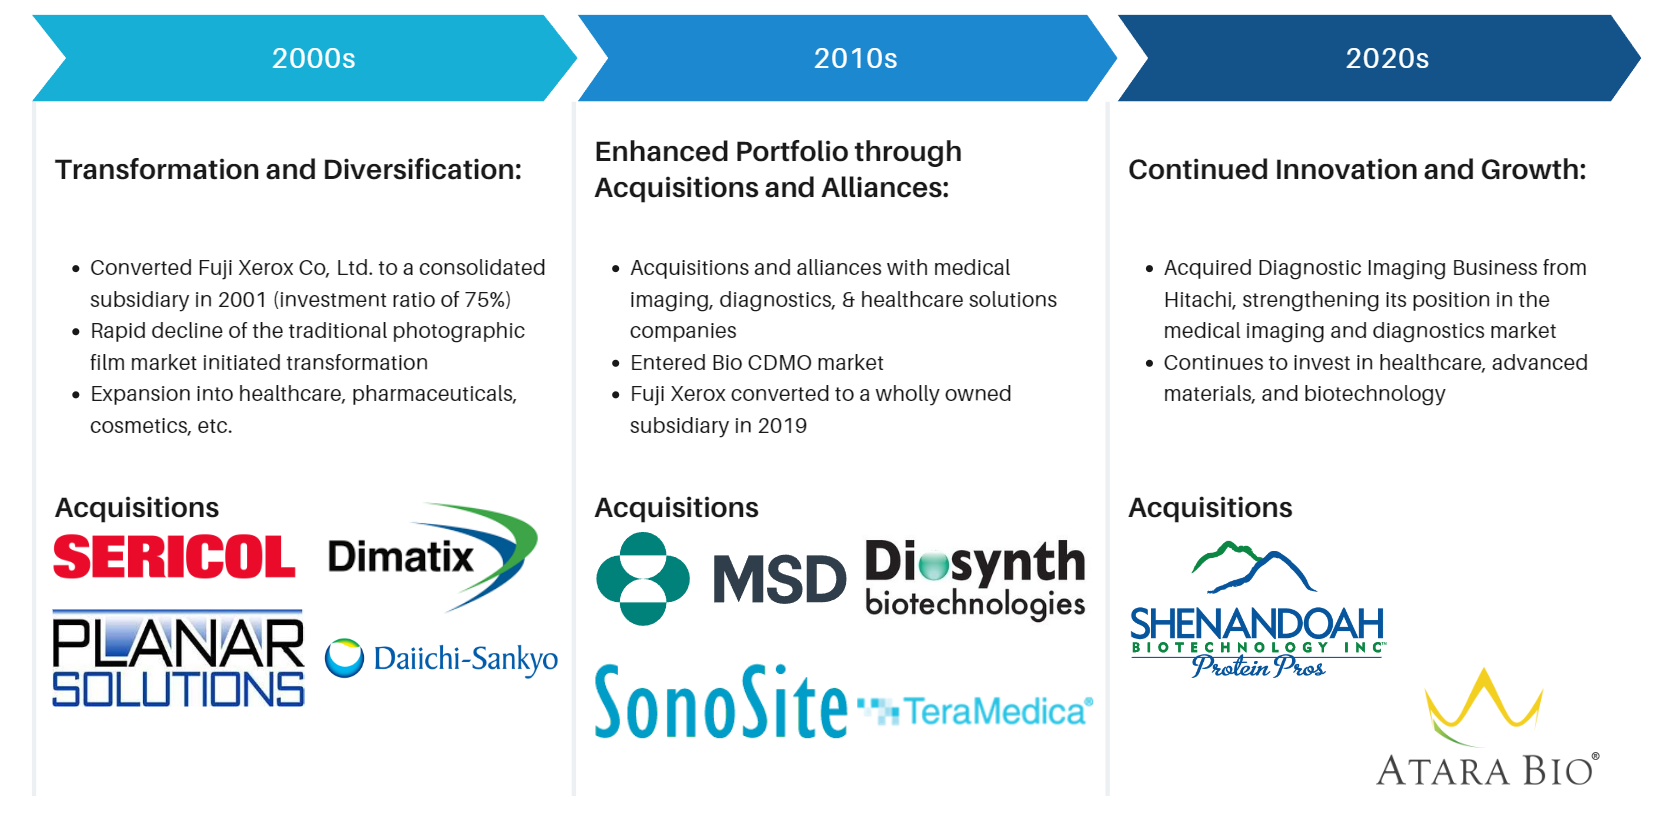 2000s
Transformation and Diversification:
• Converted Fuji Xerox Co, Ltd. to a consolidated
subsidiary in 2001 (investment ratio of 75%)
• Rapid decline of the traditional photographic
film market initiated transformation
• Expansion into healthcare, pharmaceuticals,
cosmetics, etc.
Acquisitions
SERICOL
Dimatix
PLANAR
SOLUTIONS
Daiichi-Sankyo
2010s
Enhanced Portfolio through
Acquisitions and Alliances:
• Acquisitions and alliances with medical
imaging, diagnostics, & healthcare solutions
companies
• Entered Bio CDMO market
• Fuji Xerox converted to a wholly owned
subsidiary in 2019
Acquisitions
MSD
Diosynth
biotechnologies
SonoSite
TeraMedica®
2020s
Continued Innovation and Growth:
• Acquired Diagnostic Imaging Business from
Hitachi, strengthening its position in the
medical imaging and diagnostics market
• Continues to invest in healthcare, advanced
materials, and biotechnology
Acquisitions
SHENANDOAH
BIOTECHNOLOGY INC™
Protein Pros
ATARA BIO®